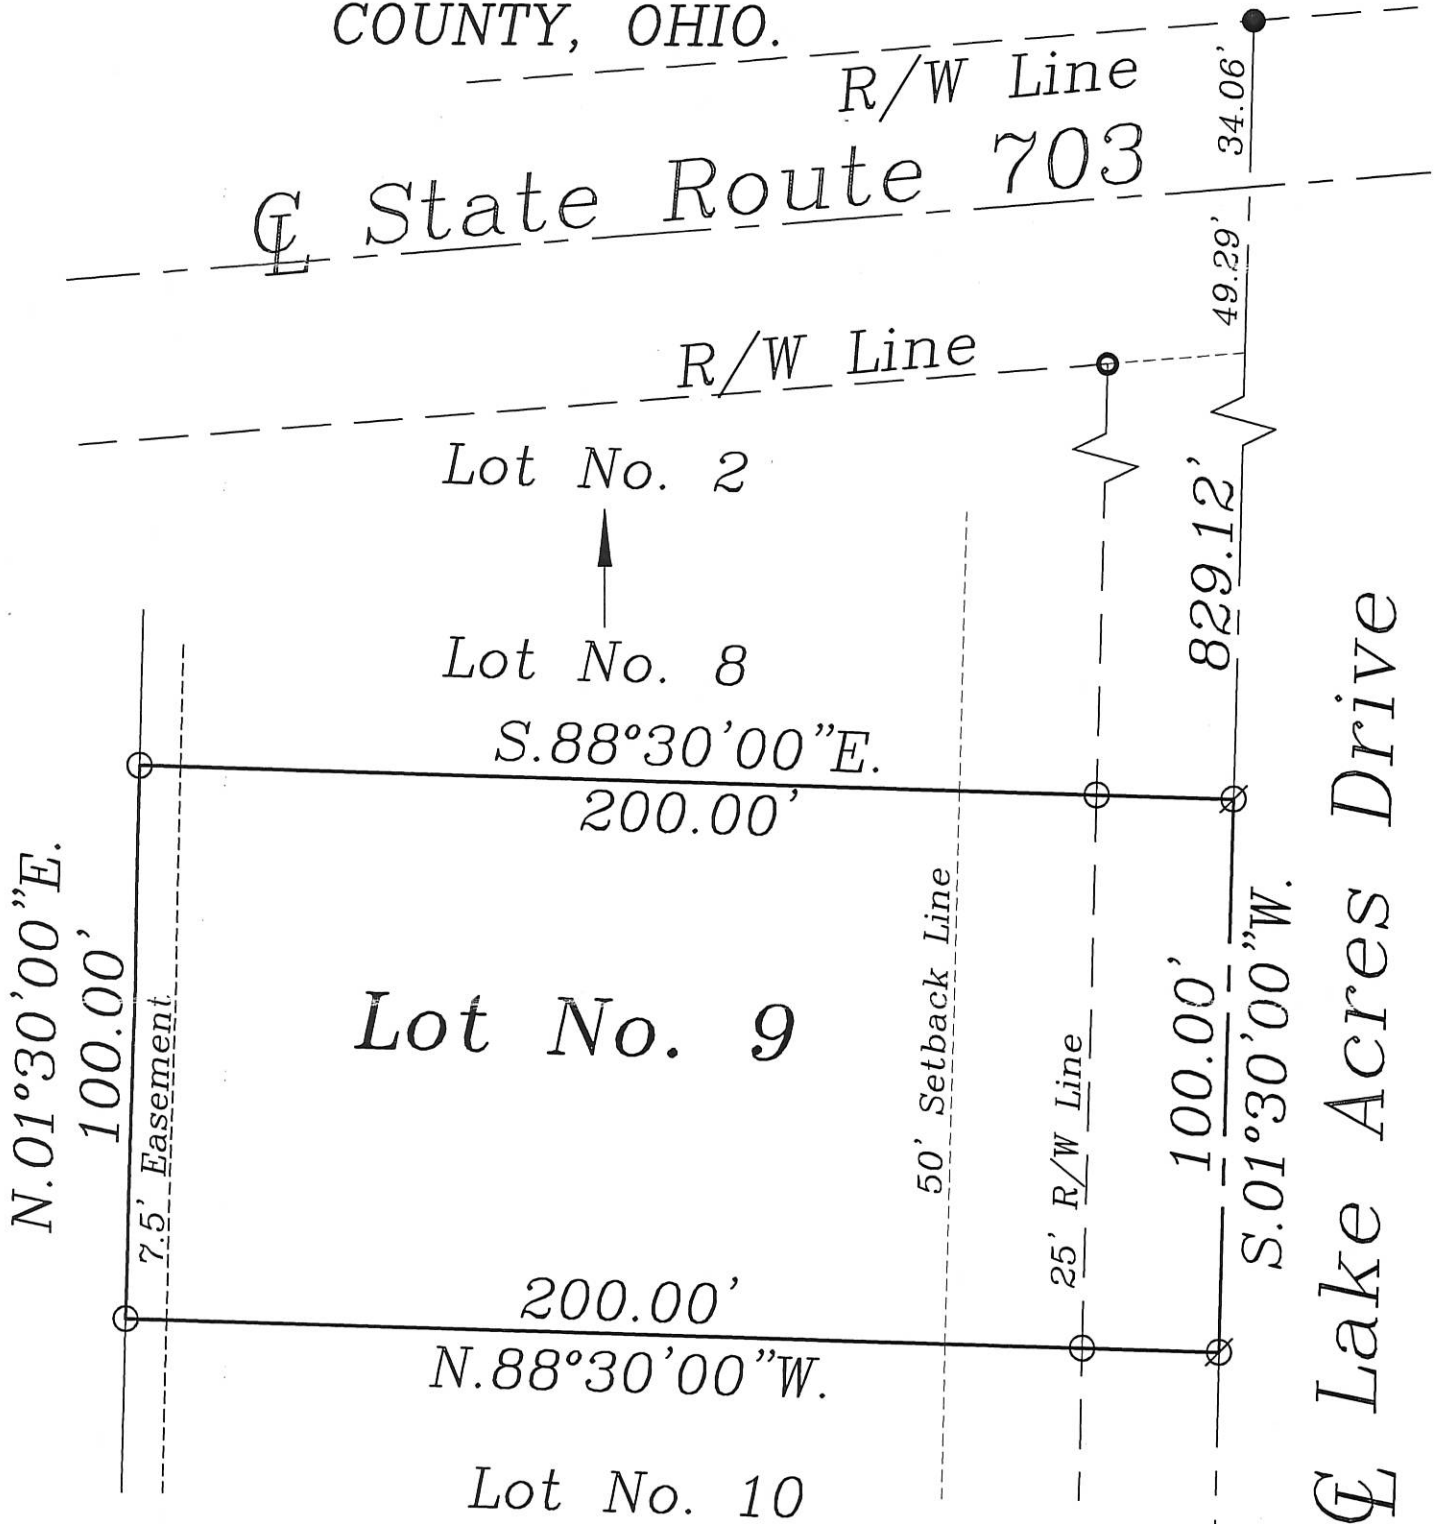 COUNTY, OHIO.
R/W Line
34.06'
℄ State Route 703
49.29'
R/W Line
Lot No. 2
829.12'
Lot No. 8
S.88°30'00"E.
200.00'
N.01°30'00"E.
100.00'
7.5' Easement
Lot No. 9
50' Setback Line
25' R/W Line
100.00'
S.01°30'00"W.
℄ Lake Acres Drive
200.00'
N.88°30'00"W.
Lot No. 10